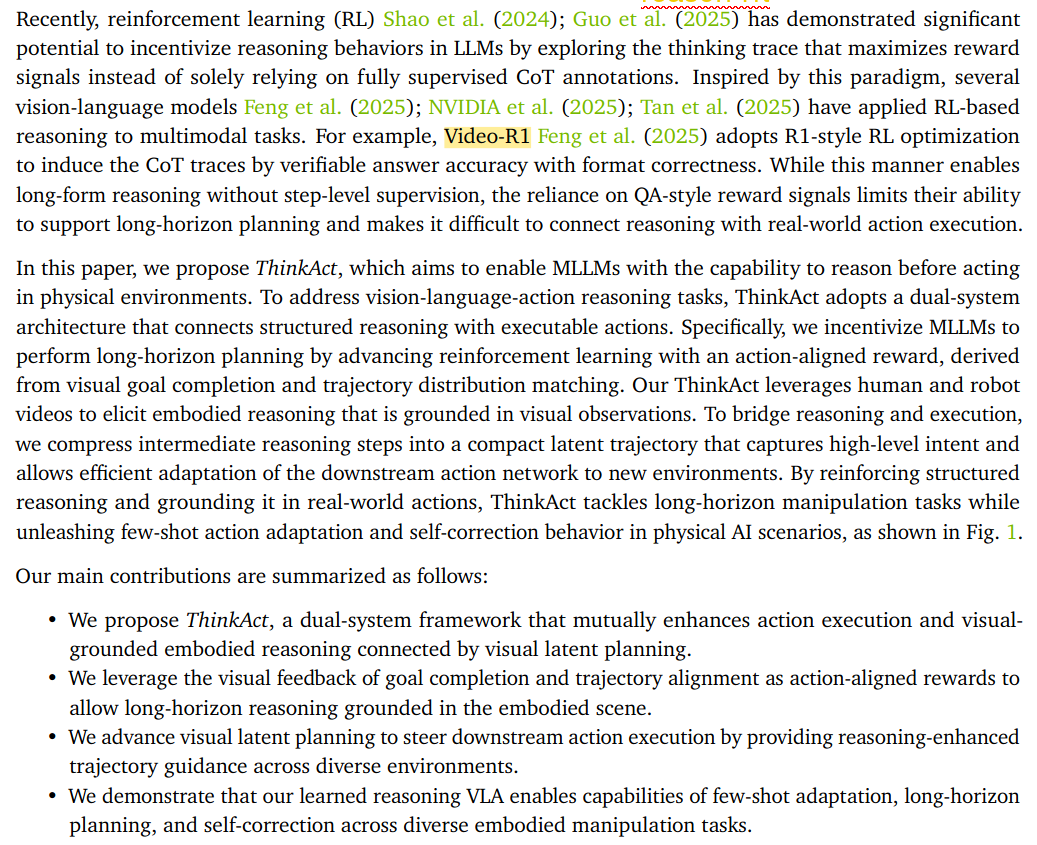 Recently, reinforcement learning (RL) Shao et al. (2024); Guo et al. (2025) has demonstrated significant
potential to incentivize reasoning behaviors in LLMs by exploring the thinking trace that maximizes reward
signals instead of solely relying on fully supervised CoT annotations. Inspired by this paradigm, several
vision-language models Feng et al. (2025); NVIDIA et al. (2025); Tan et al. (2025) have applied RL-based
reasoning to multimodal tasks. For example, Video-R1 Feng et al. (2025) adopts R1-style RL optimization
to induce the CoT traces by verifiable answer accuracy with format correctness. While this manner enables
long-form reasoning without step-level supervision, the reliance on QA-style reward signals limits their ability
to support long-horizon planning and makes it difficult to connect reasoning with real-world action execution.
In this paper, we propose ThinkAct, which aims to enable MLLMs with the capability to reason before acting
in physical environments. To address vision-language-action reasoning tasks, ThinkAct adopts a dual-system
architecture that connects structured reasoning with executable actions. Specifically, we incentivize MLLMs to
perform long-horizon planning by advancing reinforcement learning with an action-aligned reward, derived
from visual goal completion and trajectory distribution matching. Our ThinkAct leverages human and robot
videos to elicit embodied reasoning that is grounded in visual observations. To bridge reasoning and execution,
we compress intermediate reasoning steps into a compact latent trajectory that captures high-level intent and
allows efficient adaptation of the downstream action network to new environments. By reinforcing structured
reasoning and grounding it in real-world actions, ThinkAct tackles long-horizon manipulation tasks while
unleashing few-shot action adaptation and self-correction behavior in physical AI scenarios, as shown in Fig. 1.
Our main contributions are summarized as follows:
• We propose ThinkAct, a dual-system framework that mutually enhances action execution and visual-
grounded embodied reasoning connected by visual latent planning.
• We leverage the visual feedback of goal completion and trajectory alignment as action-aligned rewards to
allow long-horizon reasoning grounded in the embodied scene.
• We advance visual latent planning to steer downstream action execution by providing reasoning-enhanced
trajectory guidance across diverse environments.
• We demonstrate that our learned reasoning VLA enables capabilities of few-shot adaptation, long-horizon
planning, and self-correction across diverse embodied manipulation tasks.